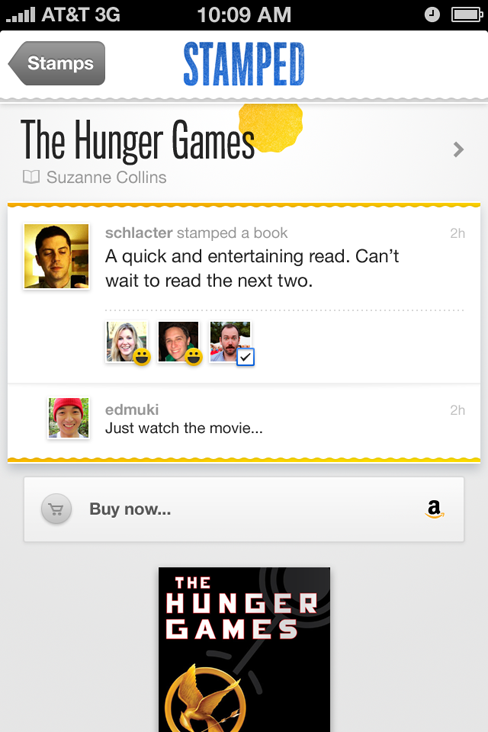 AT&T 3G 10:09 AM
Stamps STAMPED
The Hunger Games
Suzanne Collins
schlacter stamped a book 2h
A quick and entertaining read. Can’t
wait to read the next two.
edmuki 2h
Just watch the movie...
Buy now... a
THE
HUNGER
GAMES